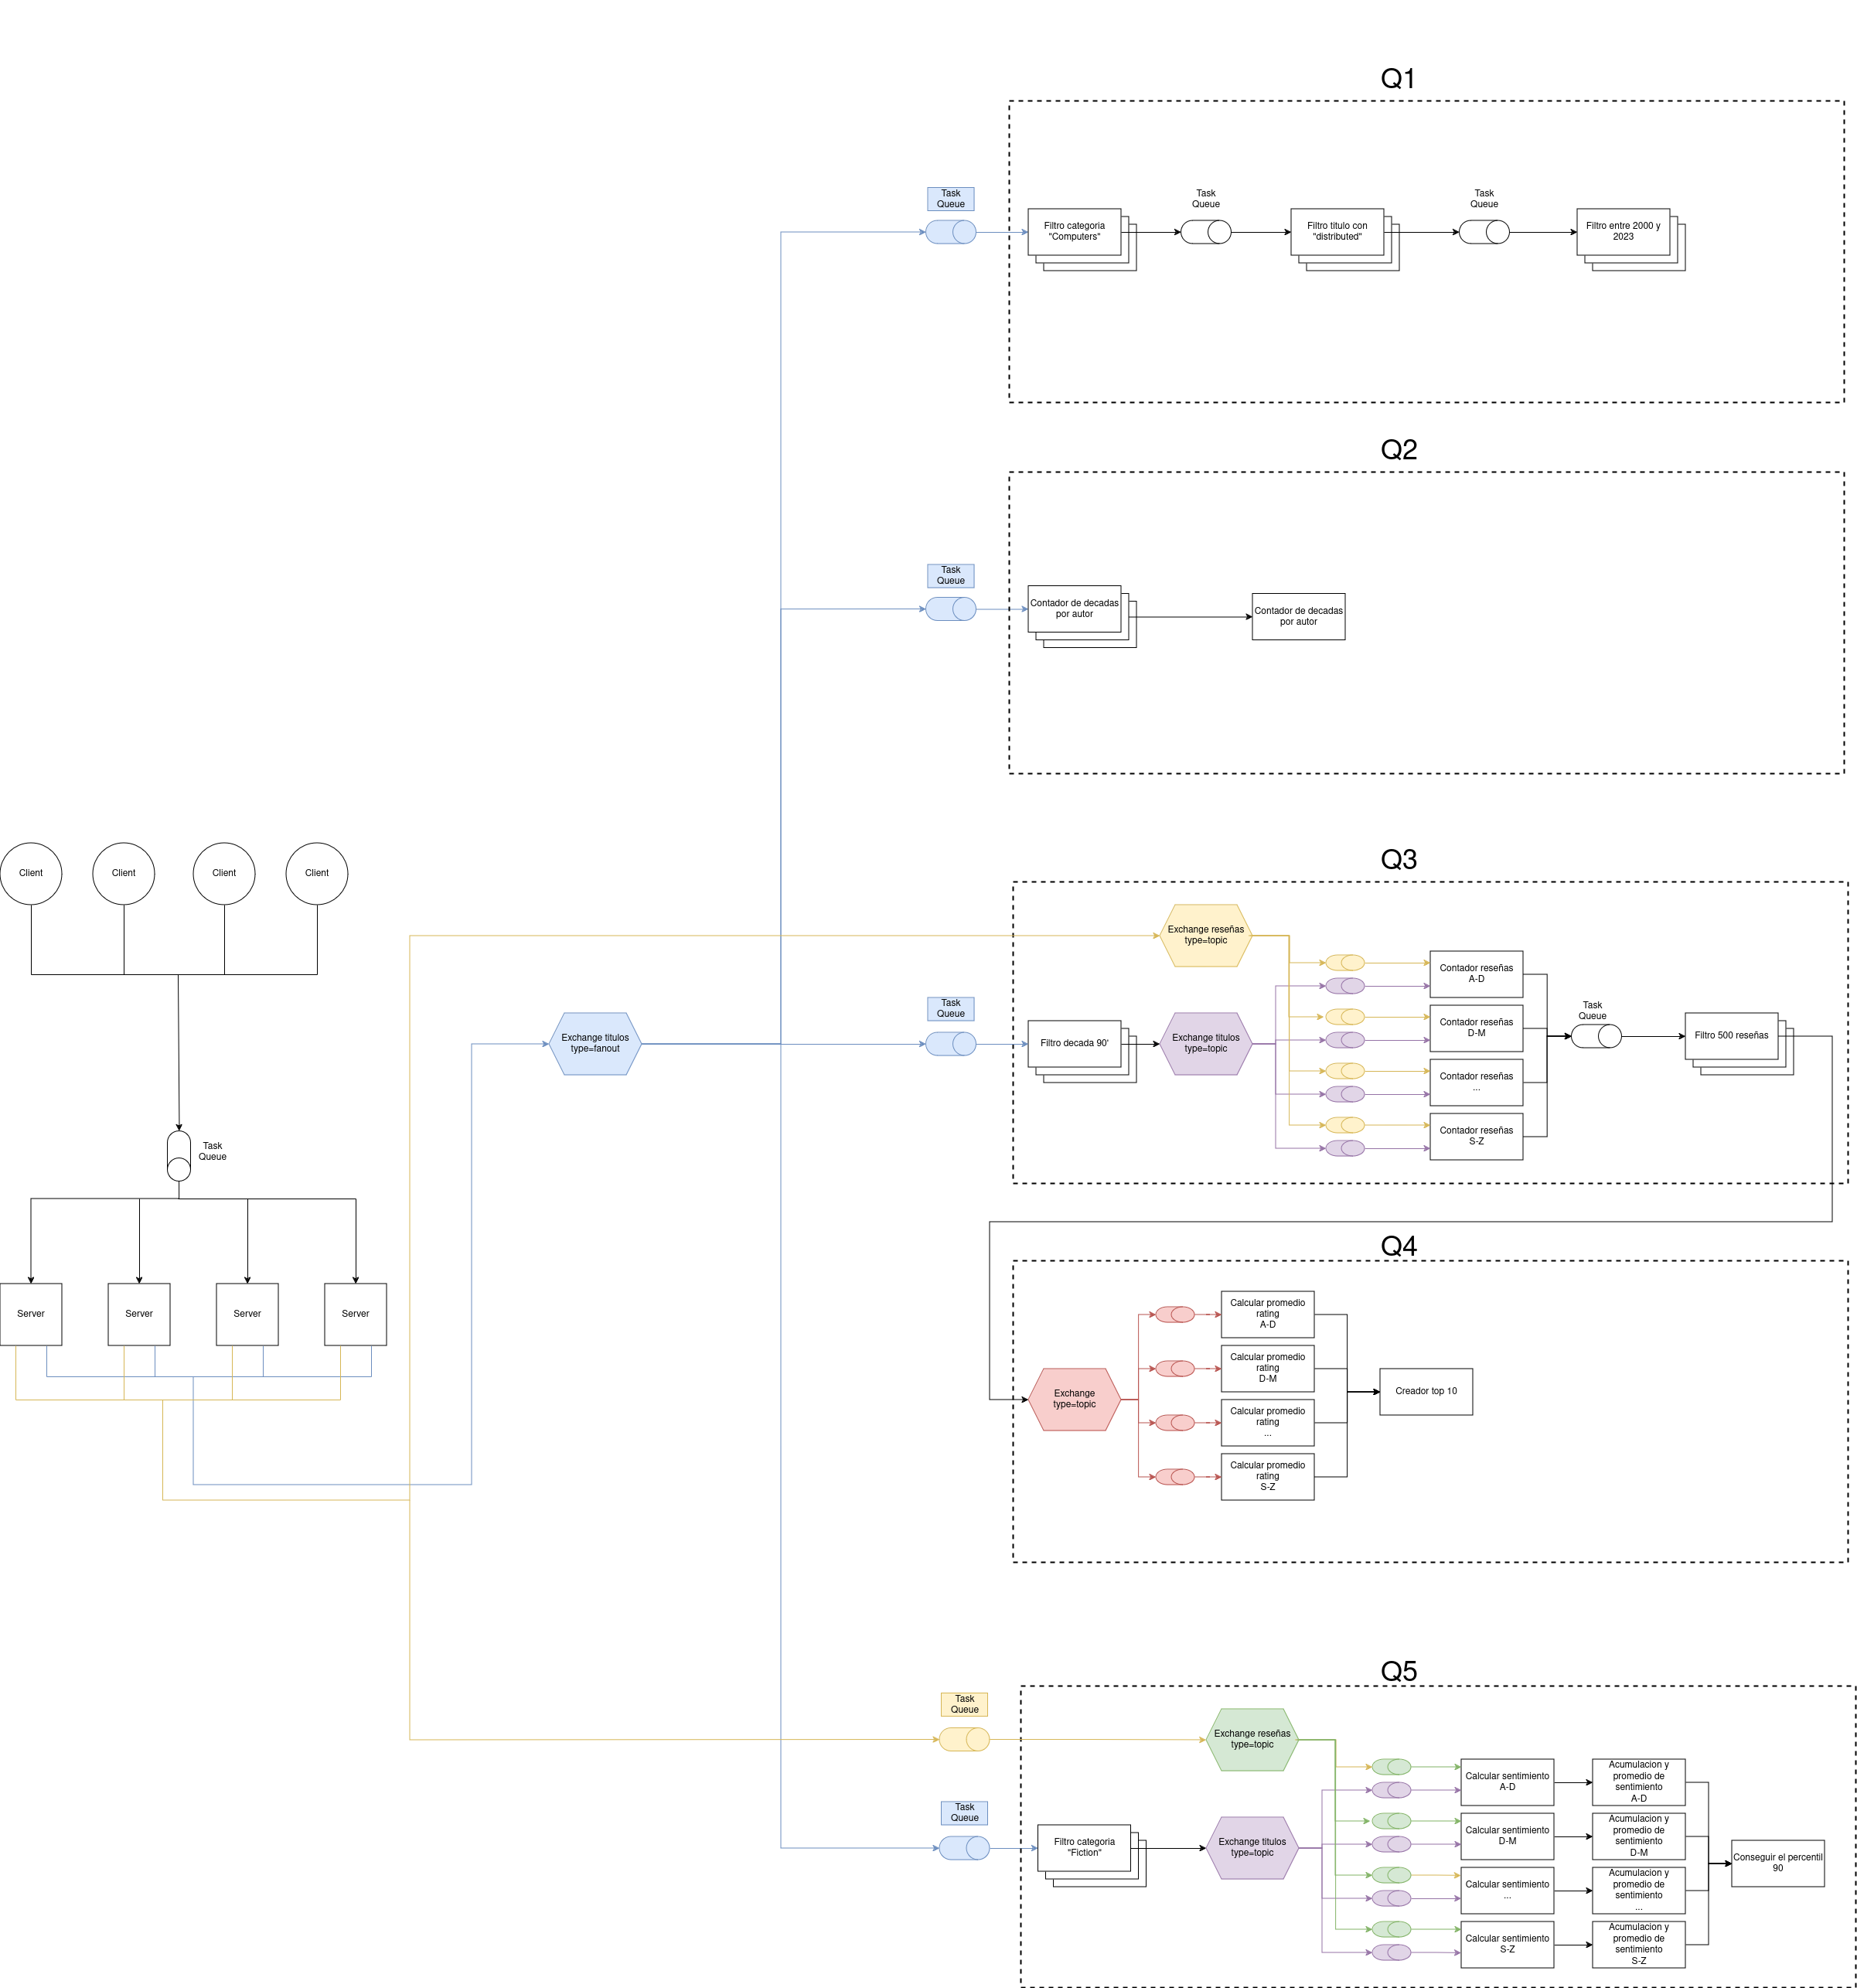 Q1
Task
Queue
Filtro categoria
"Computers"
Task
Queue
Filtro titulo con
"distributed"
Task
Queue
Filtro entre 2000 y
2023
Q2
Task
Queue
Contador de decadas
por autor
Contador de decadas
por autor
Client
Client
Client
Client
Task
Queue
Server
Server
Server
Server
Exchange titulos
type=fanout
Q3
Exchange reseñas
type=topic
Task
Queue
Filtro decada 90'
Exchange titulos
type=topic
Contador reseñas
A-D
Contador reseñas
D-M
Contador reseñas
...
Contador reseñas
S-Z
Task
Queue
Filtro 500 reseñas
Q4
Exchange
type=topic
Calcular promedio
rating
A-D
Calcular promedio
rating
D-M
Calcular promedio
rating
...
Calcular promedio
rating
S-Z
Creador top 10
Q5
Task
Queue
Exchange reseñas
type=topic
Task
Queue
Filtro categoria
"Fiction"
Exchange titulos
type=topic
Calcular sentimiento
A-D
Calcular sentimiento
D-M
Calcular sentimiento
...
Calcular sentimiento
S-Z
Acumulacion y
promedio de
sentimiento
A-D
Acumulacion y
promedio de
sentimiento
D-M
Acumulacion y
promedio de
sentimiento
...
Acumulacion y
promedio de
sentimiento
S-Z
Conseguir el percentil
90